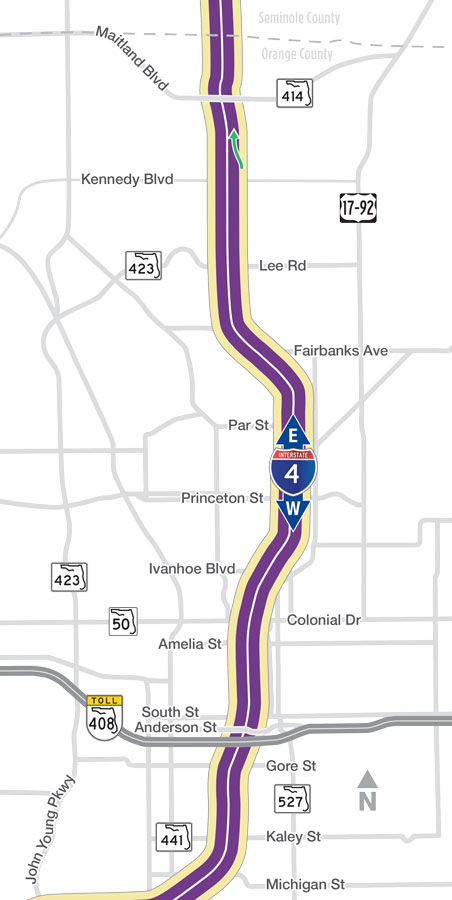 Seminole County
Orange County
Maitland Blvd
414
Kennedy Blvd
17-92
423
Lee Rd
Fairbanks Ave
Par St
E
INTERSTATE
4
Princeton St
W
Ivanhoe Blvd
423
50
Colonial Dr
Amelia St
TOLL
408
South St
Anderson St
Gore St
N
527
John Young Pkwy
441
Kaley St
Michigan St